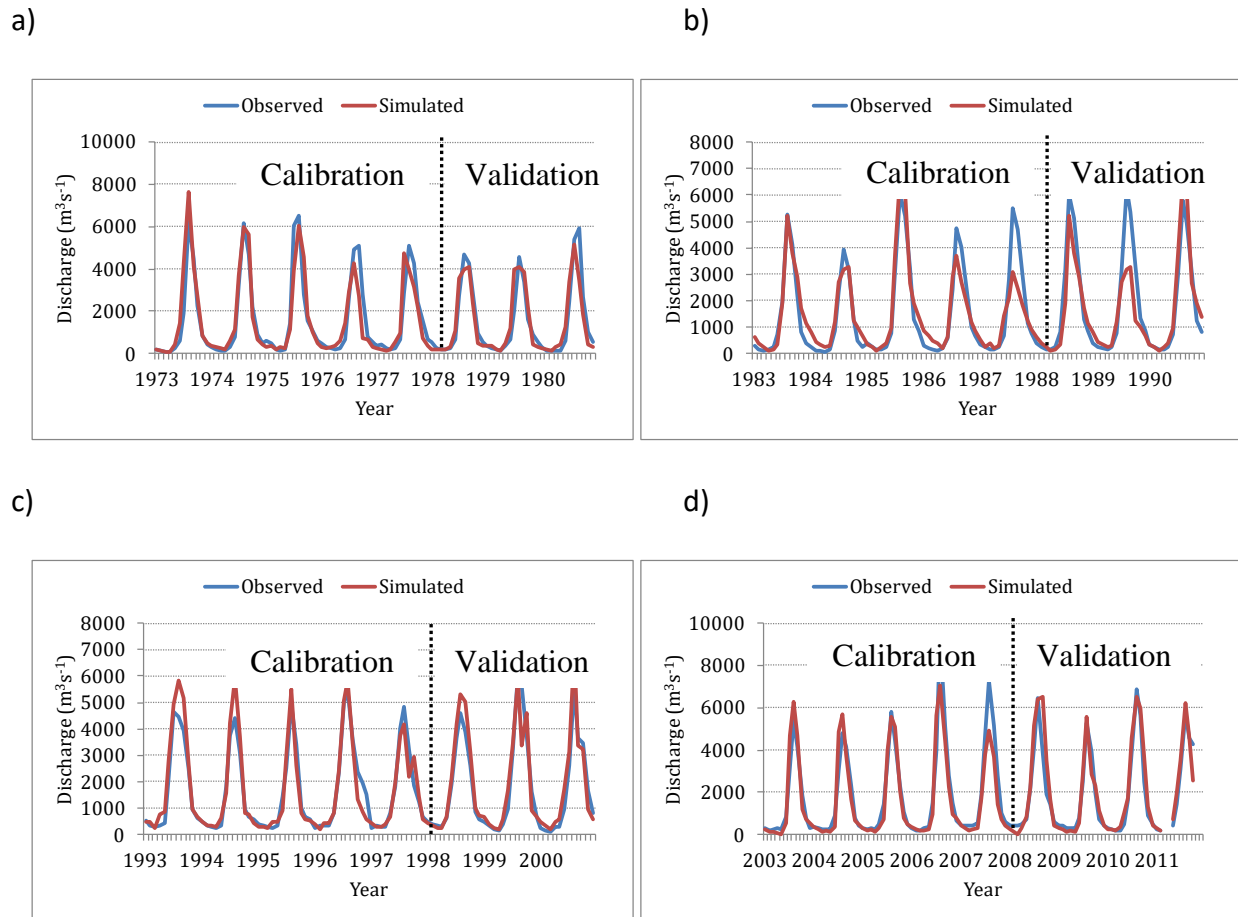 a)
Observed Simulated
10000
8000
6000
4000
2000
0
Discharge (m³s⁻¹)
Calibration Validation
1973 1974 1975 1976 1977 1978 1979 1980
Year
b)
Observed Simulated
8000
7000
6000
5000
4000
3000
2000
1000
0
Discharge (m³s⁻¹)
Calibration Validation
1983 1984 1985 1986 1987 1988 1989 1990
Year
c)
Observed Simulated
8000
7000
6000
5000
4000
3000
2000
1000
0
Discharge (m³s⁻¹)
Calibration Validation
1993 1994 1995 1996 1997 1998 1999 2000
Year
d)
Observed Simulated
10000
8000
6000
4000
2000
0
Discharge (m³s⁻¹)
Calibration Validation
2003 2004 2005 2006 2007 2008 2009 2010 2011
Year